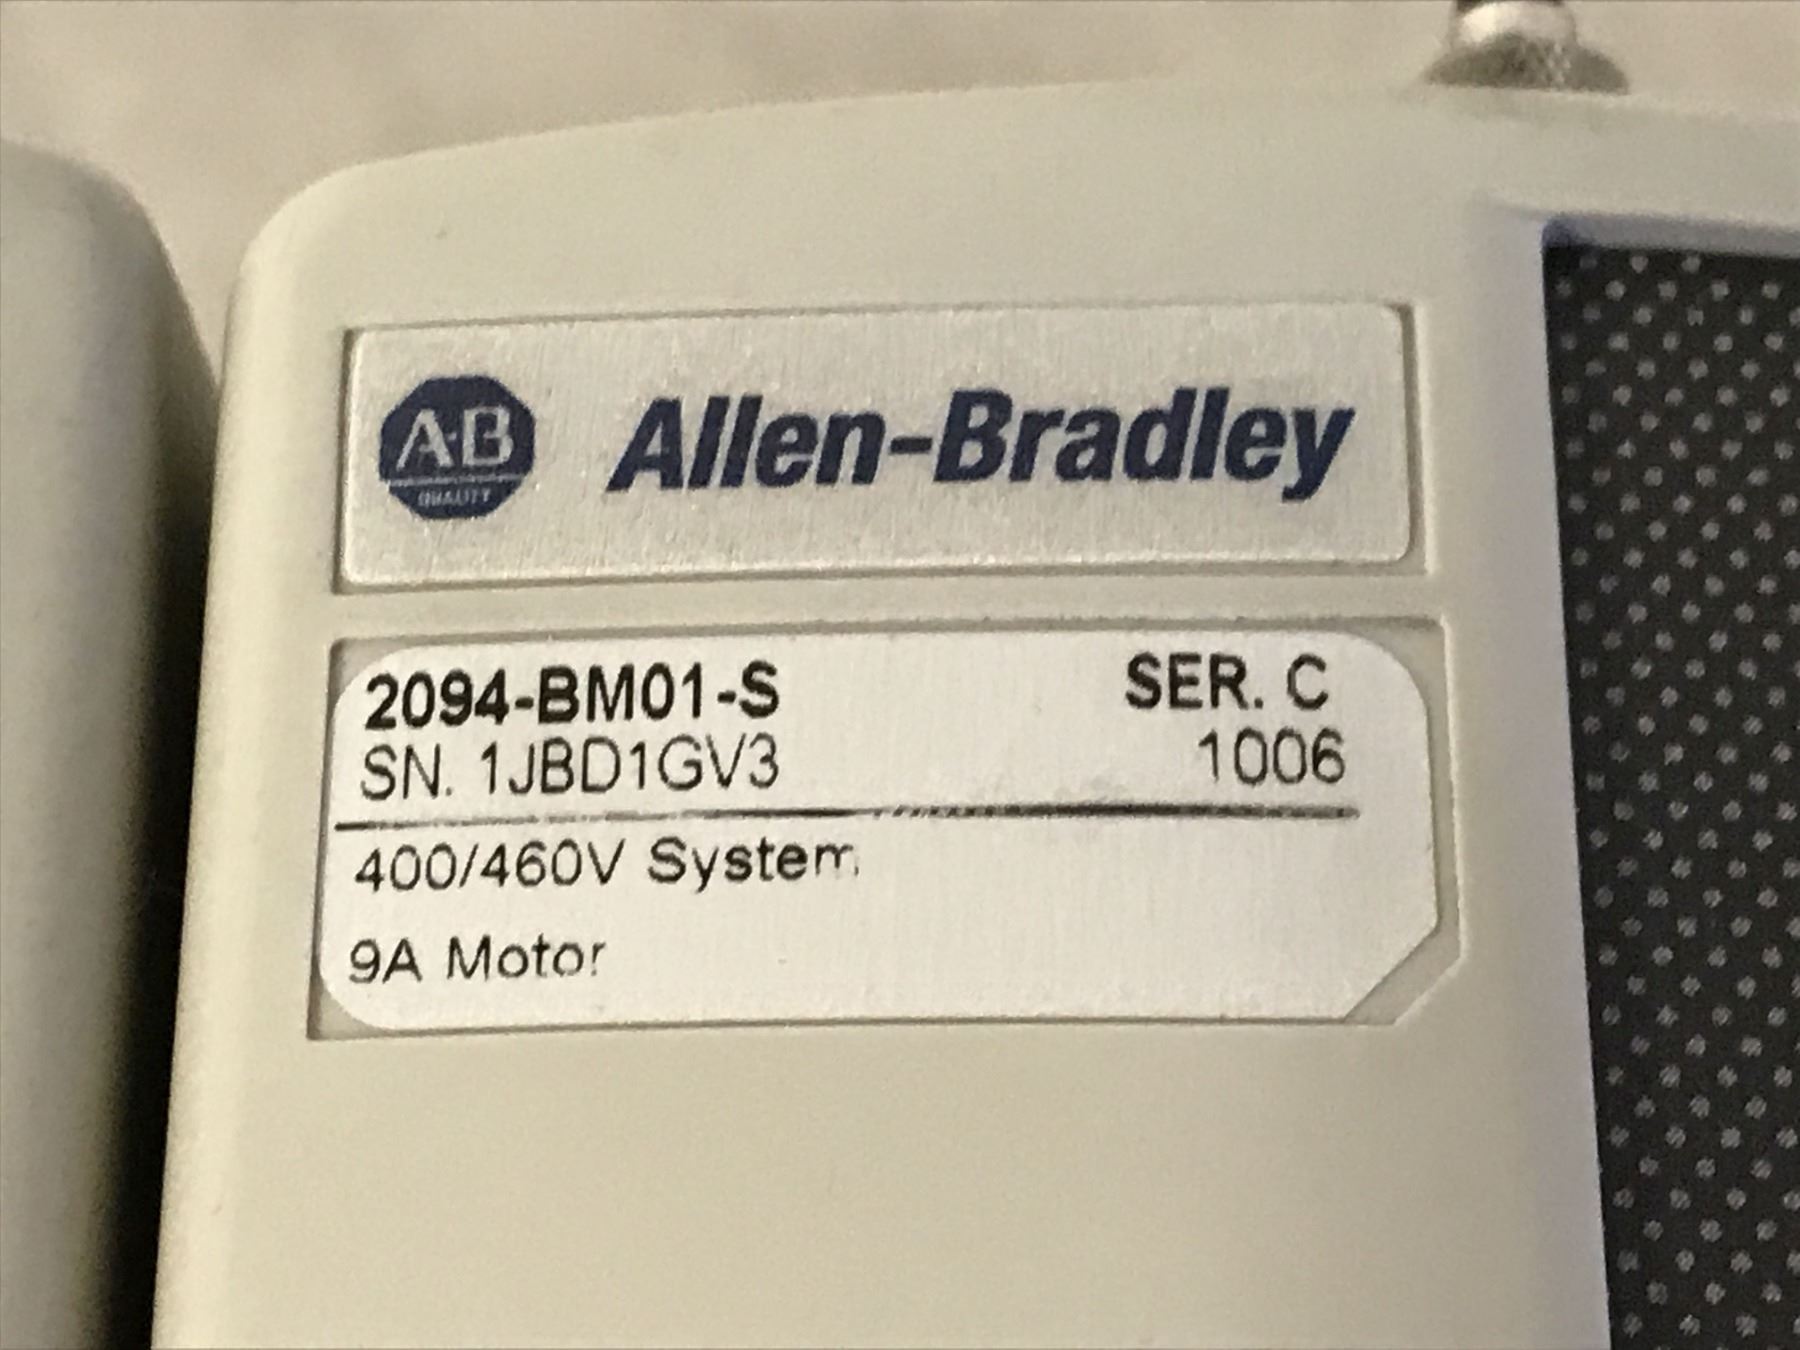 A-B
QUALITY
Allen-Bradley
2094-BM01-S SER. C
SN. 1JBD1GV3 1006
400/460V System
9A Motor